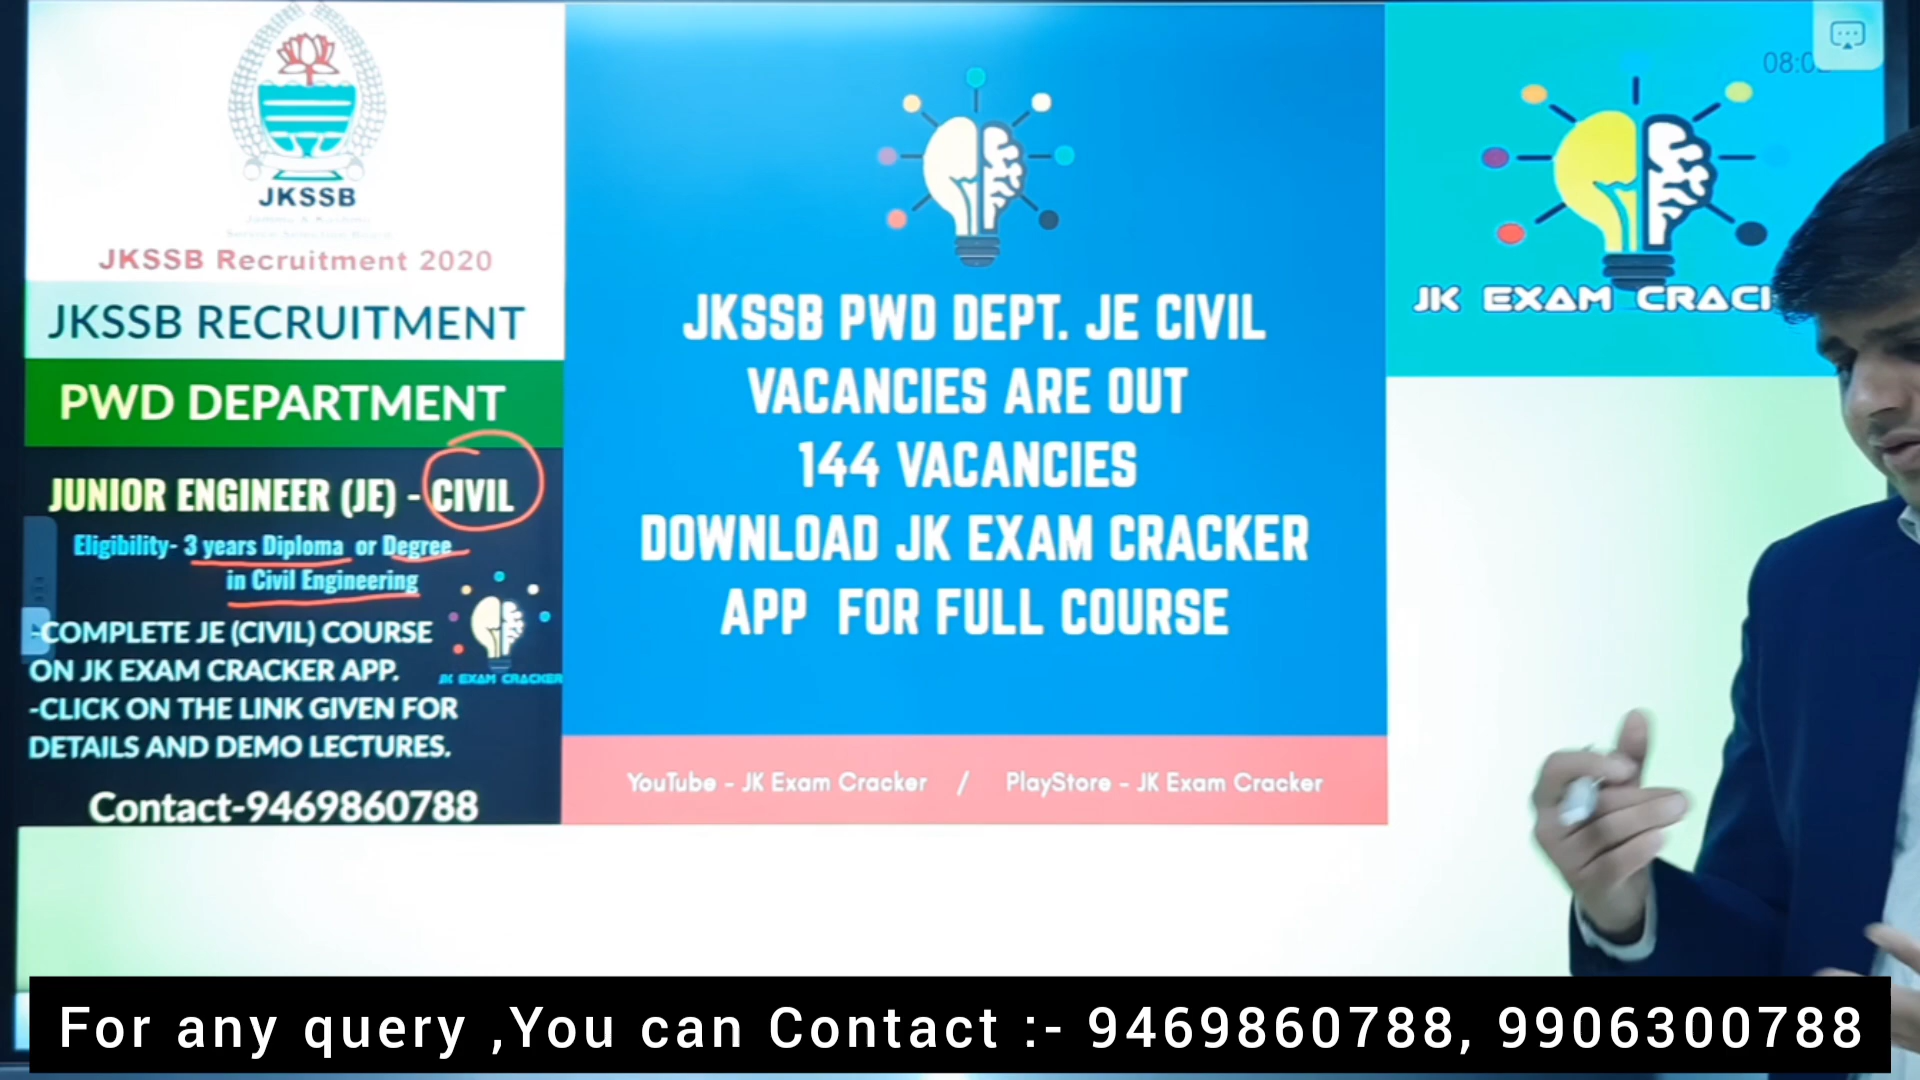 JKSSB
JKSSB Recruitment 2020
JKSSB RECRUITMENT
PWD DEPARTMENT
JUNIOR ENGINEER (JE) - CIVIL
Eligibility- 3 years Diploma or Degree
in Civil Engineering
-COMPLETE JE (CIVIL) COURSE
ON JK EXAM CRACKER APP.
-CLICK ON THE LINK GIVEN FOR
DETAILS AND DEMO LECTURES.
JK EXAM CRACKER
Contact-9469860788
JKSSB PWD DEPT. JE CIVIL
VACANCIES ARE OUT
144 VACANCIES
DOWNLOAD JK EXAM CRACKER
APP FOR FULL COURSE
YouTube - JK Exam Cracker / PlayStore - JK Exam Cracker
JK EXAM
For any query ,You can Contact :- 9469860788, 9906300788